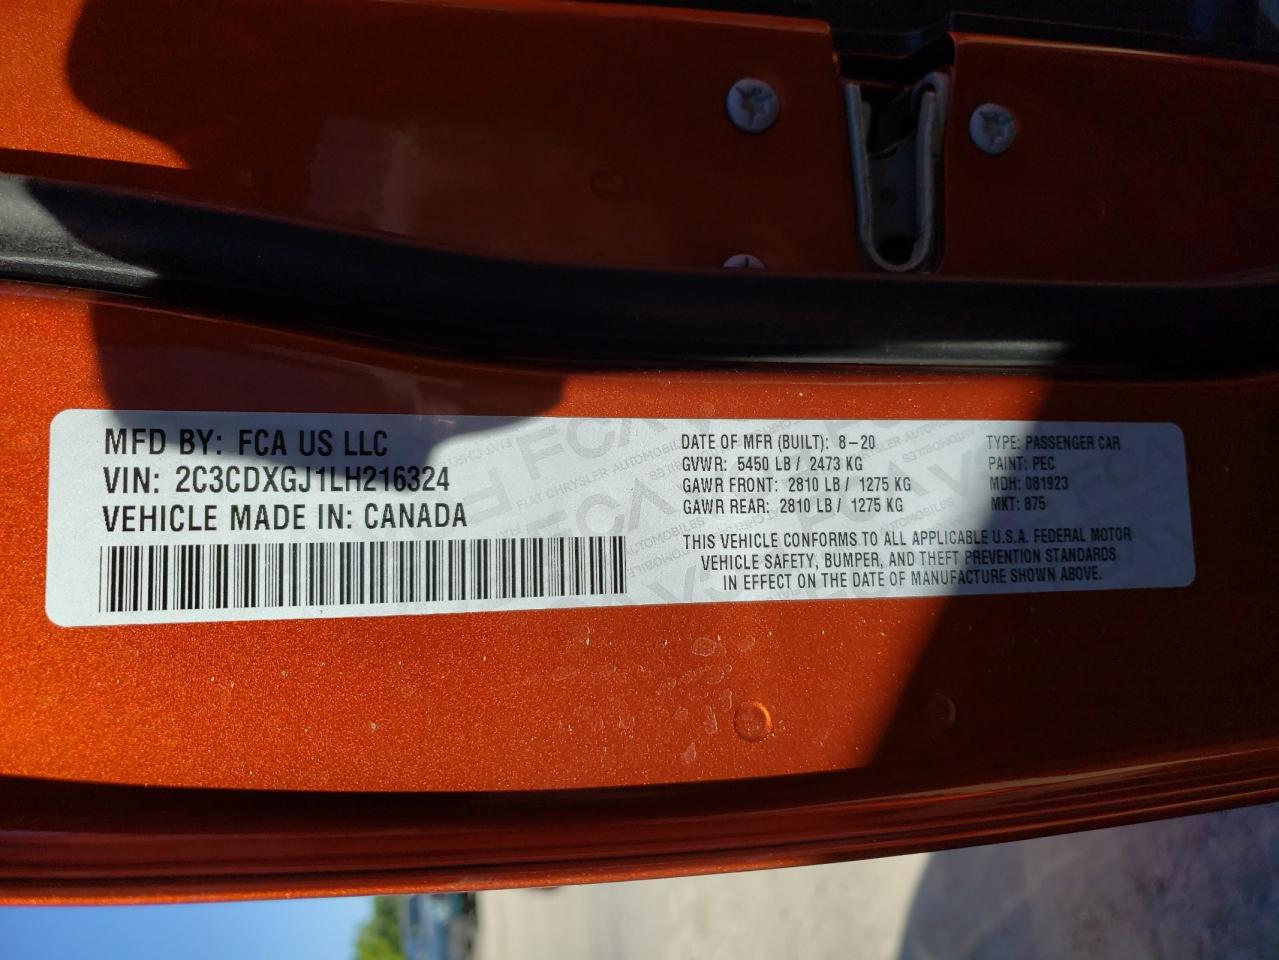 MFD BY: FCA US LLC
VIN: 2C3CDXGJ1LH216324
VEHICLE MADE IN: CANADA
DATE OF MFR (BUILT): 8-20
GVWR: 5450 LB / 2473 KG
GAWR FRONT: 2810 LB / 1275 KG
GAWR REAR: 2810 LB / 1275 KG
TYPE: PASSENGER CAR
PAINT: PEC
MDH: 081923
MKT: 875
THIS VEHICLE CONFORMS TO ALL APPLICABLE U.S.A. FEDERAL MOTOR
VEHICLE SAFETY, BUMPER, AND THEFT PREVENTION STANDARDS
IN EFFECT ON THE DATE OF MANUFACTURE SHOWN ABOVE.